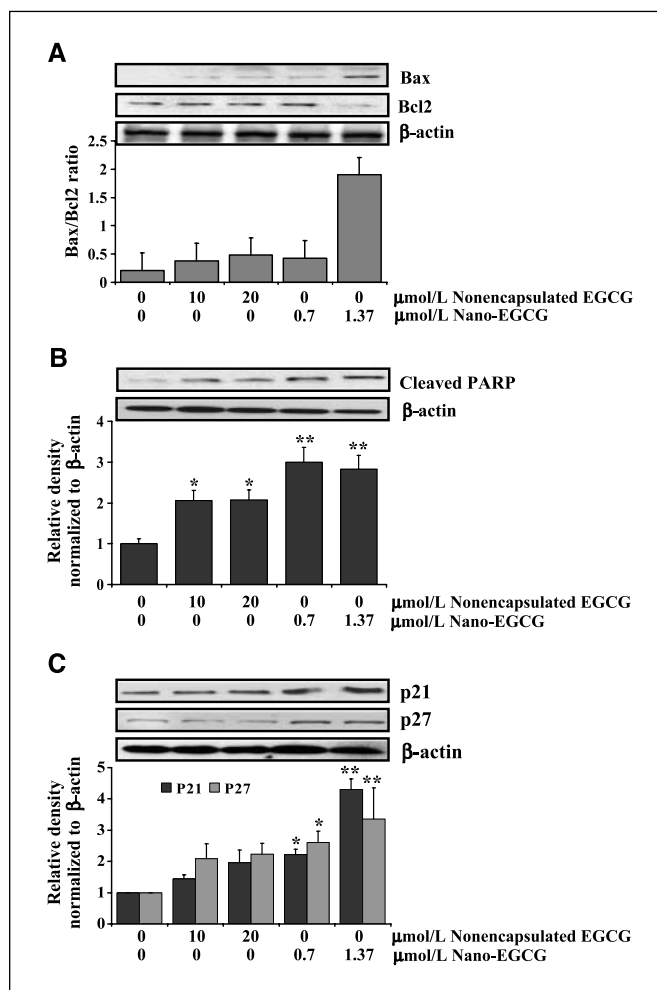 A
Bax
Bcl2
β-actin
Bax/Bcl2 ratio
2.5
2
1.5
1
0.5
0
0 10 20 0 0 μmol/L Nonencapsulated EGCG
0 0 0 0.7 1.37 μmol/L Nano-EGCG
B
Cleaved PARP
β-actin
Relative density
normalized to β-actin
4
3
2
1
0
* * ** **
0 10 20 0 0 μmol/L Nonencapsulated EGCG
0 0 0 0.7 1.37 μmol/L Nano-EGCG
C
p21
p27
β-actin
Relative density
normalized to β-actin
5
4
3
2
1
0
P21 P27
* * ** **
0 10 20 0 0 μmol/L Nonencapsulated EGCG
0 0 0 0.7 1.37 μmol/L Nano-EGCG